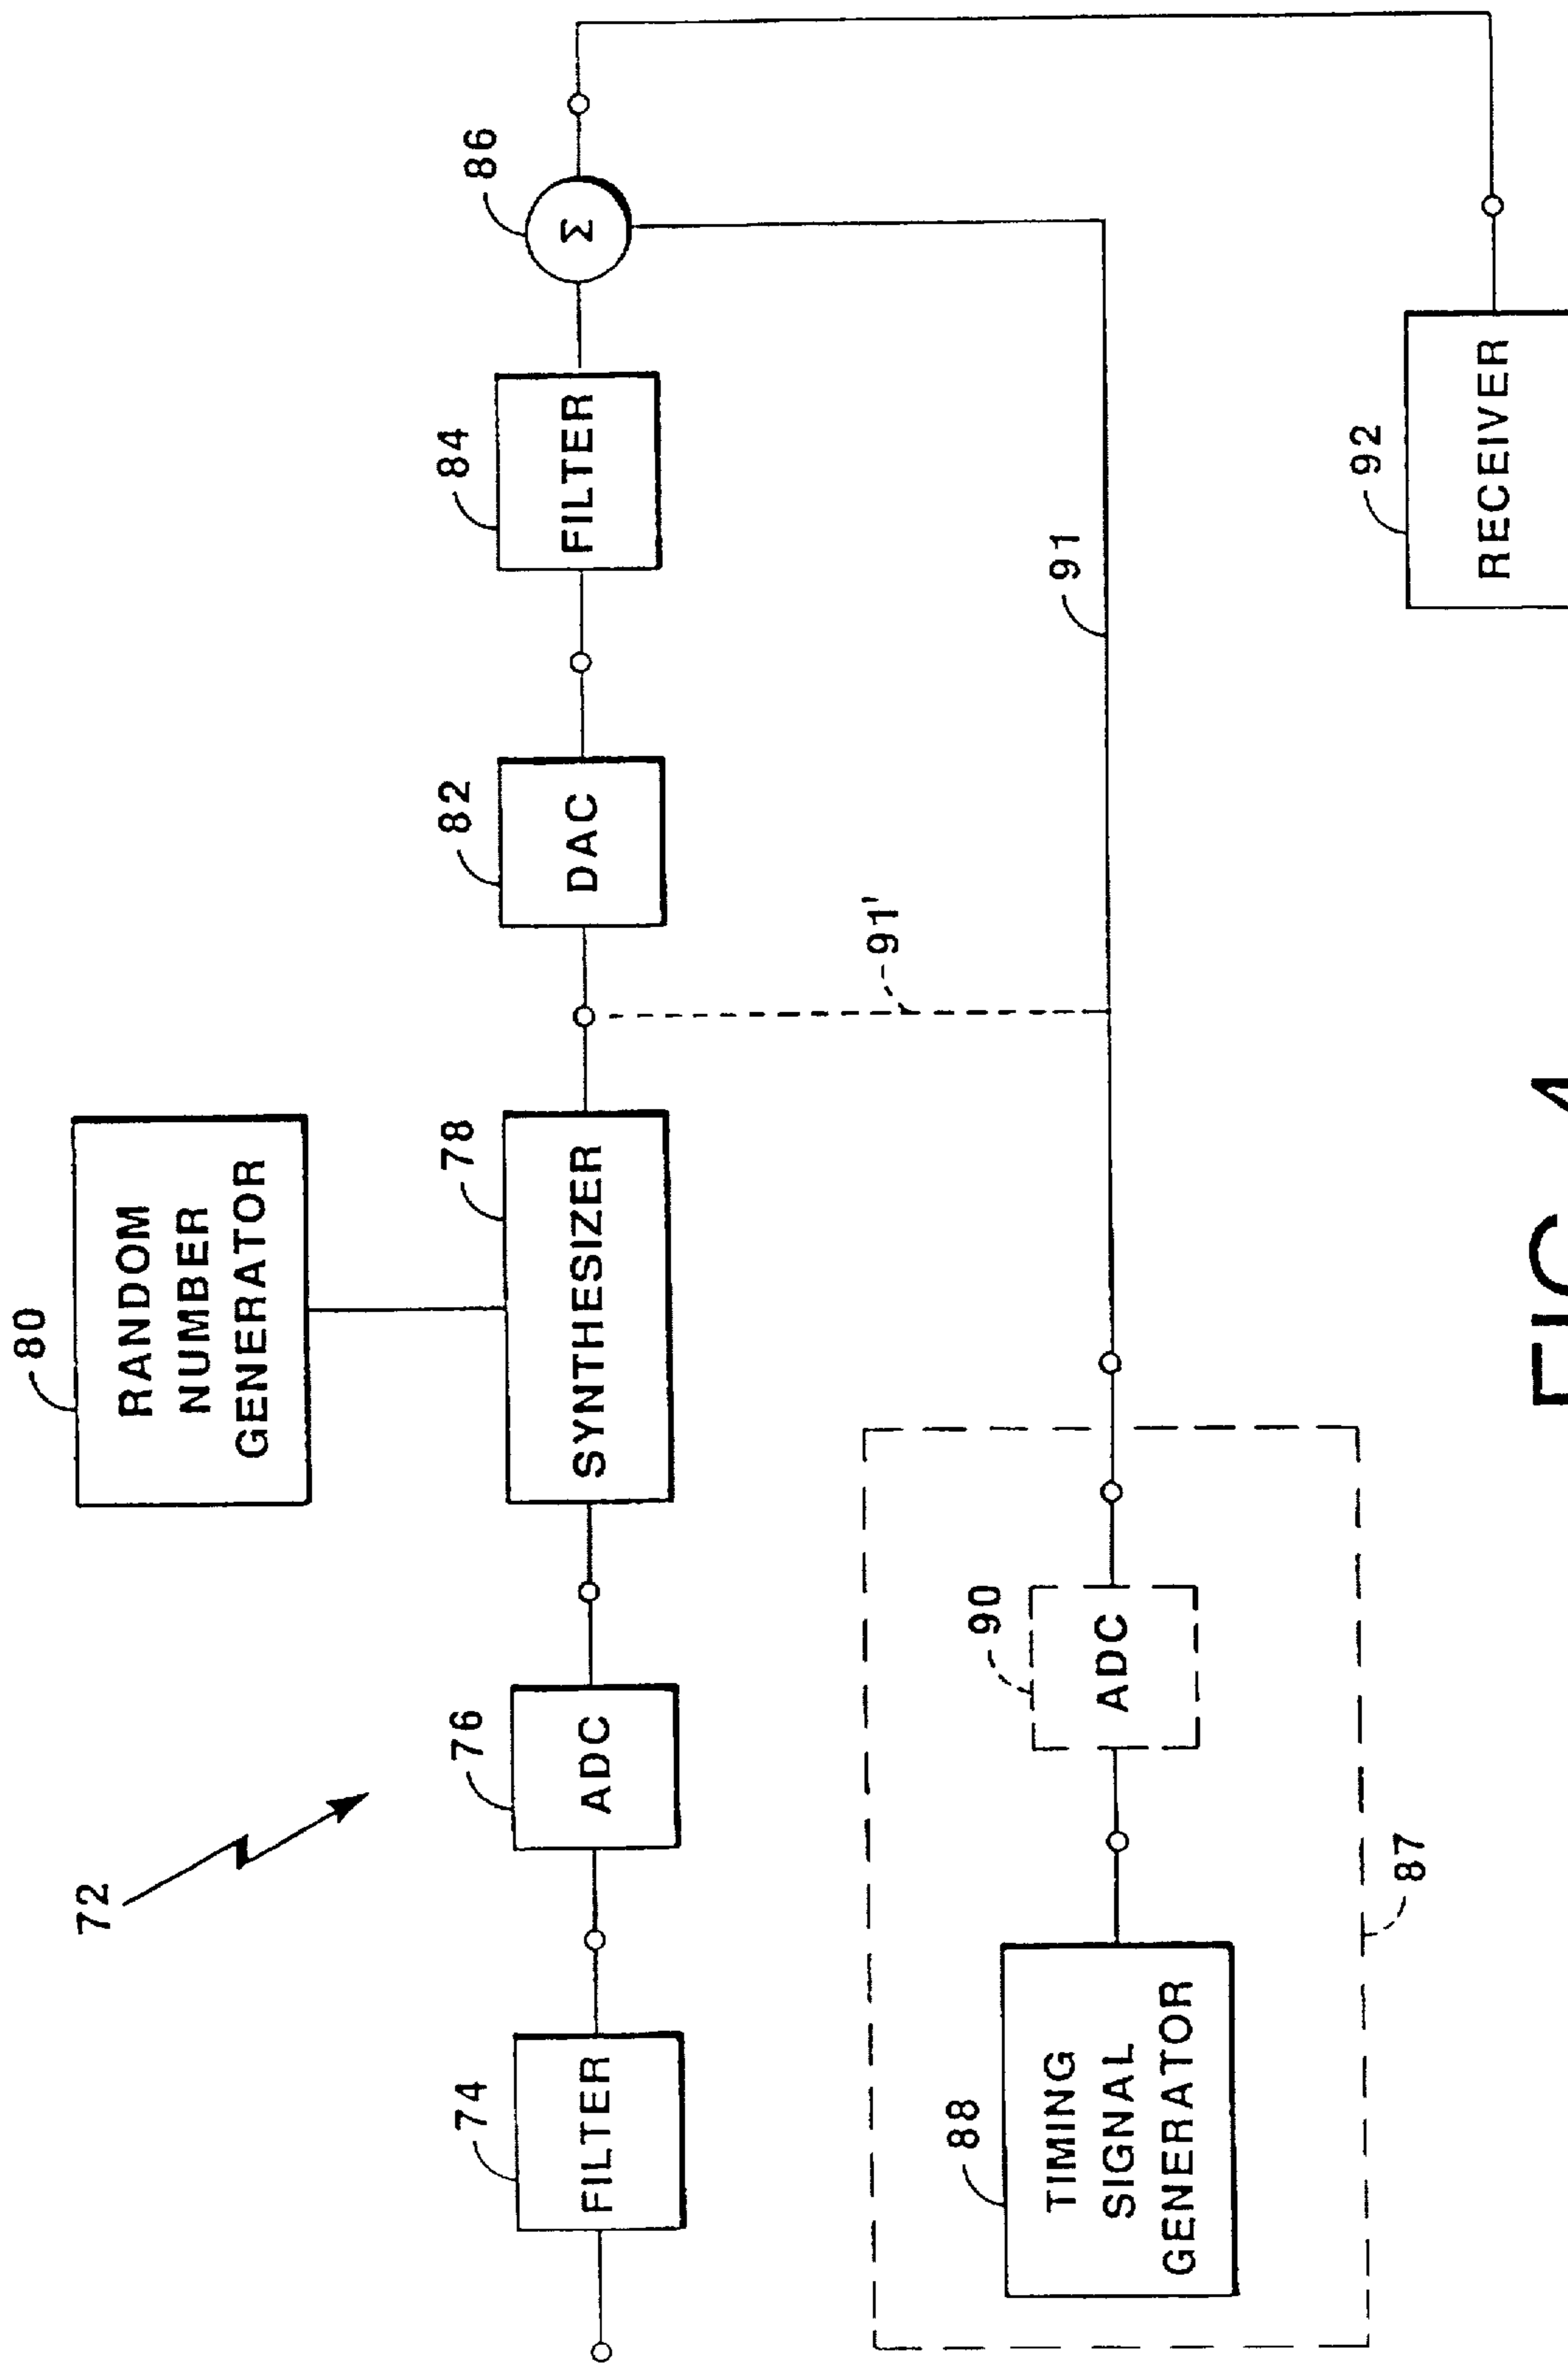 80
RANDOM
NUMBER
GENERATOR
72
74
FILTER
76
ADC
78
SYNTHESIZER
82
DAC
84
FILTER
86
Σ
91'
91
88
TIMING
SIGNAL
GENERATOR
90
ADC
87
92
RECEIVER